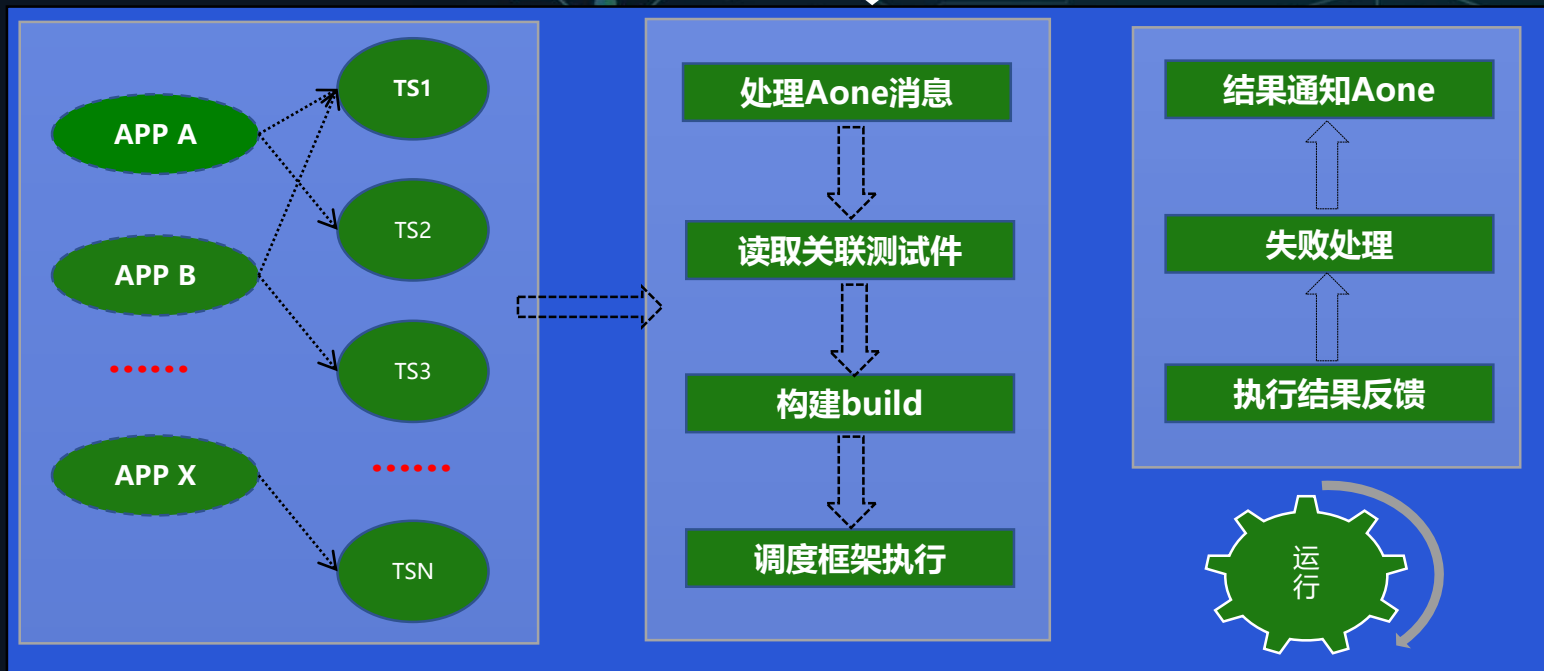 APP A
APP B
APP X
TS1
TS2
TS3
TSN
处理Aone消息
读取关联测试件
构建build
调度框架执行
结果通知Aone
失败处理
执行结果反馈
运
行